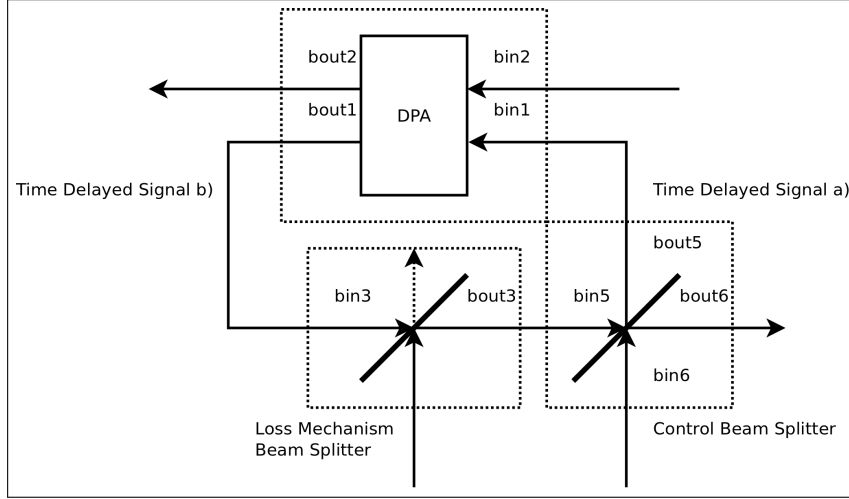 bout2
bin2
bout1
bin1
DPA
Time Delayed Signal b)
Time Delayed Signal a)
bout5
bin3
bout3
bin5
bout6
bin6
Loss Mechanism
Beam Splitter
Control Beam Splitter